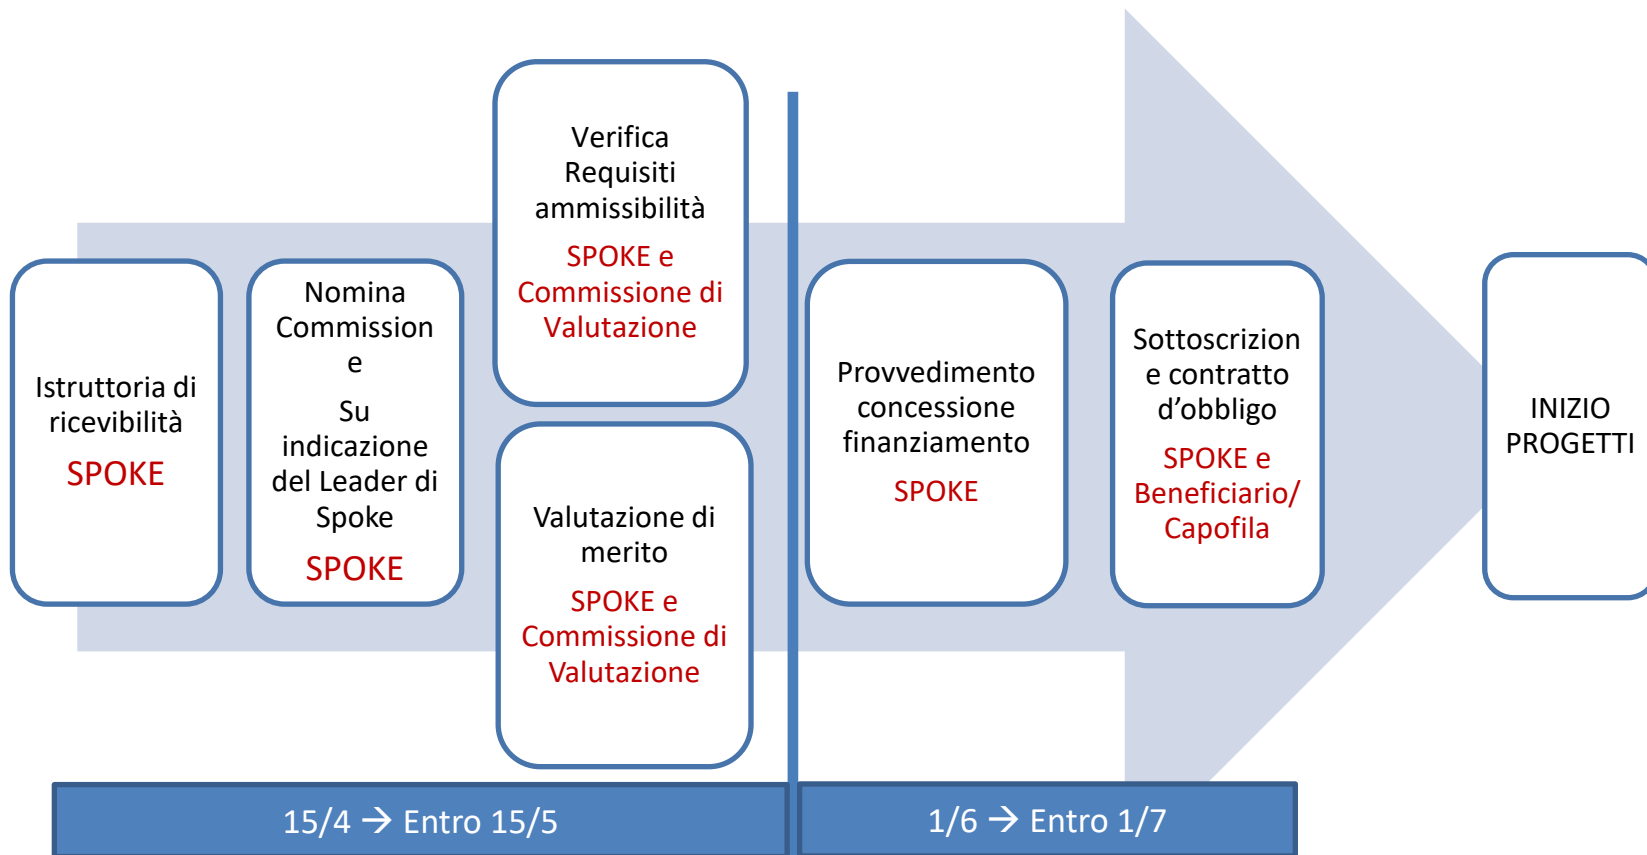 Istruttoria di
ricevibilità
SPOKE
Nomina
Commission
e
Su
indicazione
del Leader di
Spoke
SPOKE
Verifica
Requisiti
ammissibilità
SPOKE e
Commissione di
Valutazione
Valutazione di
merito
SPOKE e
Commissione di
Valutazione
Provvedimento
concessione
finanziamento
SPOKE
Sottoscrizion
e contratto
d’obbligo
SPOKE e
Beneficiario/
Capofila
INIZIO
PROGETTI
15/4 → Entro 15/5
1/6 → Entro 1/7